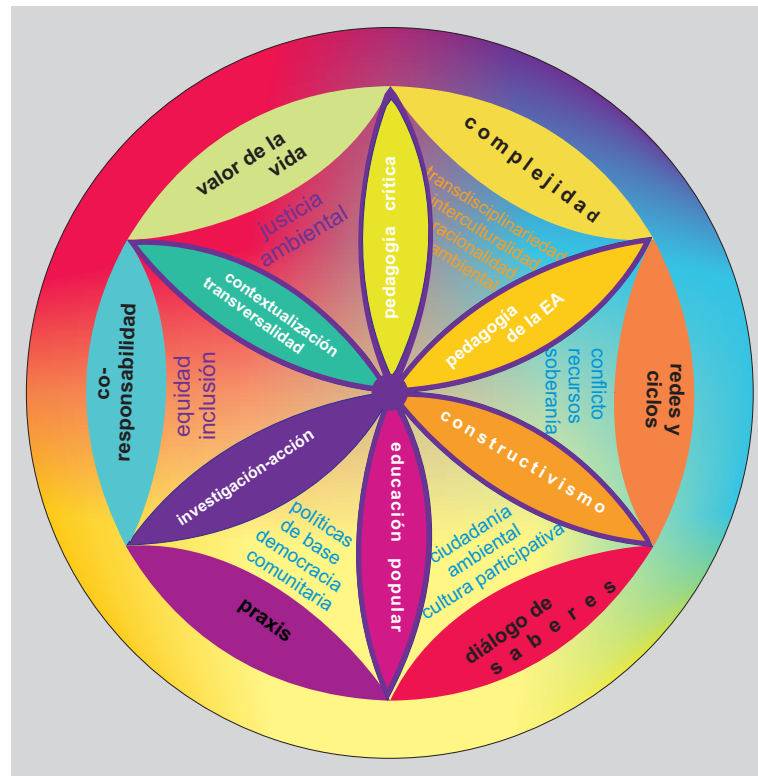 valor de la
vida
complejidad
pedagogía crítica
transdisciplinariedad
interculturalidad
racionalidad
ambiental
justicia
ambiental
contextualización
transversalidad
pedagogía
de la EA
co-
responsabilidad
equidad
inclusión
conflicto
recursos
soberanía
redes y
ciclos
investigación-acción
educación popular
constructivismo
políticas
de base
democracia
comunitaria
ciudadanía
ambiental
cultura participativa
praxis
diálogo de
saberes